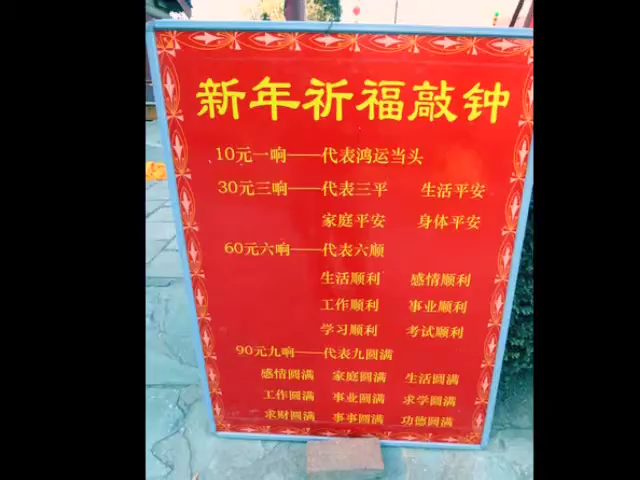 新年祈福敲钟
10元一响——代表鸿运当头
30元三响——代表三平 生活平安
家庭平安 身体平安
60元六响——代表六顺
生活顺利 感情顺利
工作顺利 事业顺利
学习顺利 考试顺利
90元九响——代表九圆满
感情圆满 家庭圆满 生活圆满
工作圆满 事业圆满 求学圆满
求财圆满 事事圆满 功德圆满